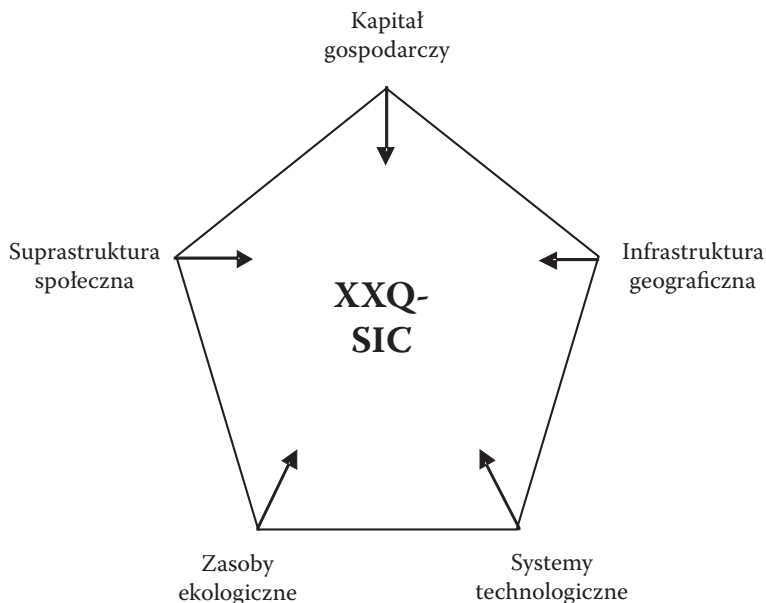 Kapitał
gospodarczy
Suprastruktura
społeczna
Infrastruktura
geograficzna
XXQ-
SIC
Zasoby
ekologiczne
Systemy
technologiczne